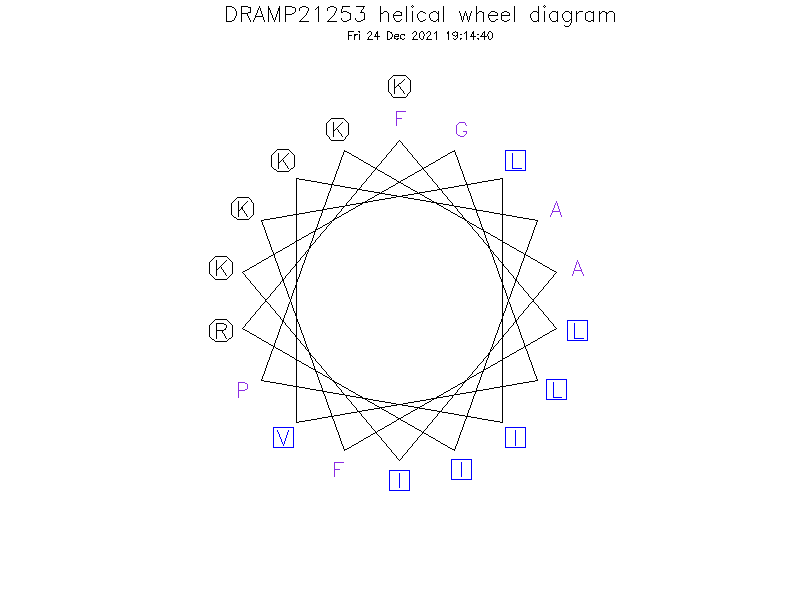 DRAMP21253 helical wheel diagram
Fri 24 Dec 2021 19:14:40
K
K F G
K L
K A
K A
R L
P L
V I
F I I